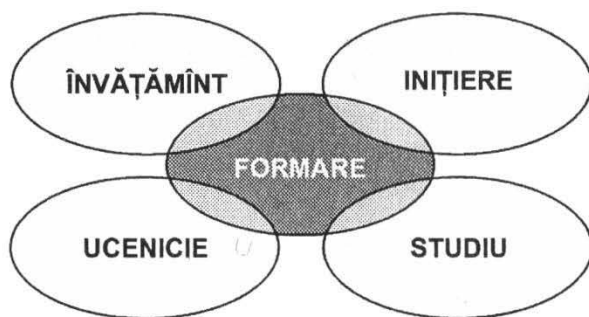 ÎNVĂȚĂMÎNT
INIȚIERE
FORMARE
UCENICIE
STUDIU